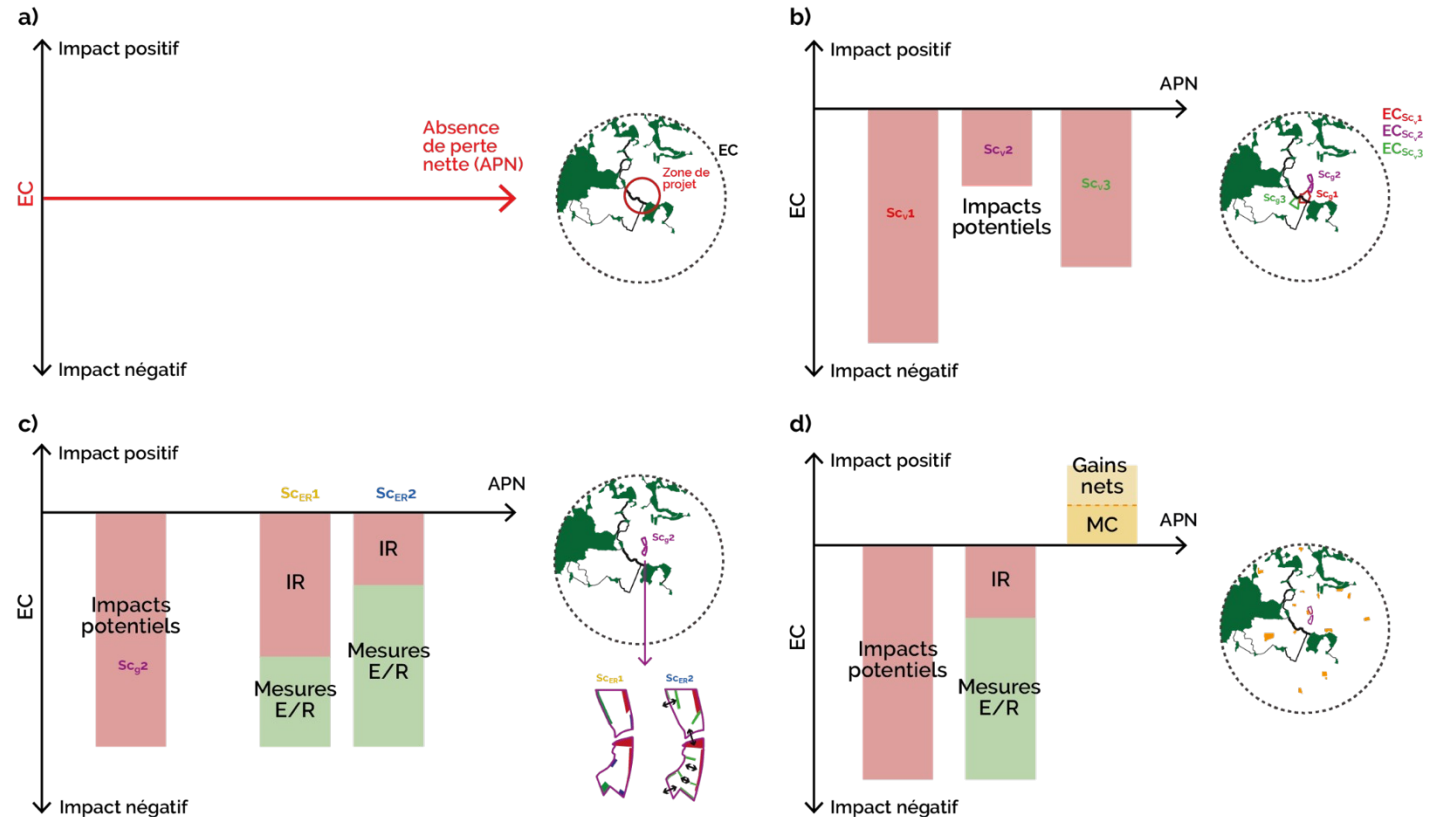 a)
Impact positif
EC
Absence
de perte
nette (APN)
Impact négatif
EC
Zone de
projet
b)
Impact positif
APN
EC
Scv1
Scv2
Impacts
potentiels
Scv3
Impact négatif
ECScv1
ECScv2
ECScv3
Scg2
Scg1
Scg3
c)
Impact positif
ScER1
ScER2
APN
EC
Impacts
potentiels
Scg2
IR
Mesures
E/R
IR
Mesures
E/R
Impact négatif
Scg2
ScER1
ScER2
d)
Impact positif
Gains
nets
MC
APN
EC
Impacts
potentiels
IR
Mesures
E/R
Impact négatif